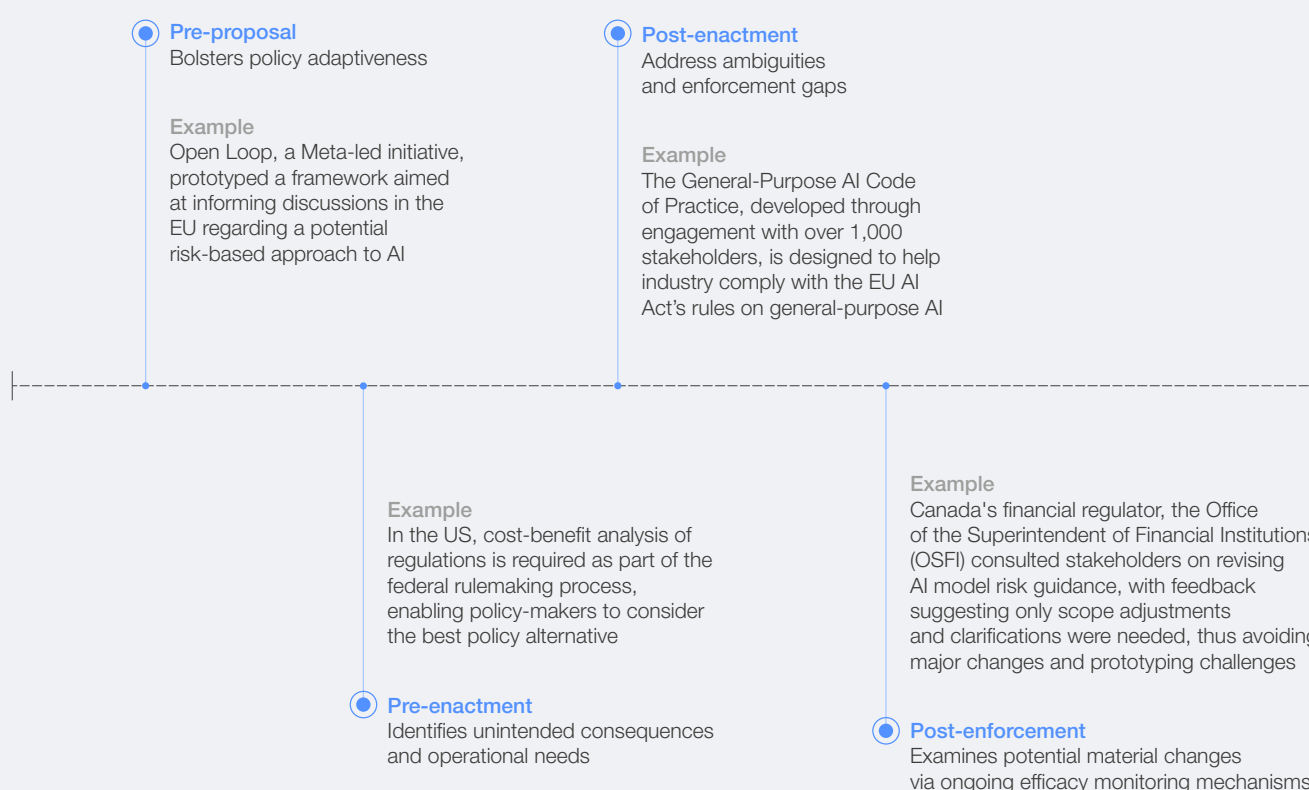 Pre-proposal
Bolsters policy adaptiveness
Example
Open Loop, a Meta-led initiative,
prototyped a framework aimed
at informing discussions in the
EU regarding a potential
risk-based approach to AI
Post-enactment
Address ambiguities
and enforcement gaps
Example
The General-Purpose AI Code
of Practice, developed through
engagement with over 1,000
stakeholders, is designed to help
industry comply with the EU AI
Act’s rules on general-purpose AI
Example
In the US, cost-benefit analysis of
regulations is required as part of the
federal rulemaking process,
enabling policy-makers to consider
the best policy alternative
Pre-enactment
Identifies unintended consequences
and operational needs
Example
Canada's financial regulator, the Office
of the Superintendent of Financial Institutions
(OSFI) consulted stakeholders on revising
AI model risk guidance, with feedback
suggesting only scope adjustments
and clarifications were needed, thus avoiding
major changes and prototyping challenges
Post-enforcement
Examines potential material changes
via ongoing efficacy monitoring mechanisms